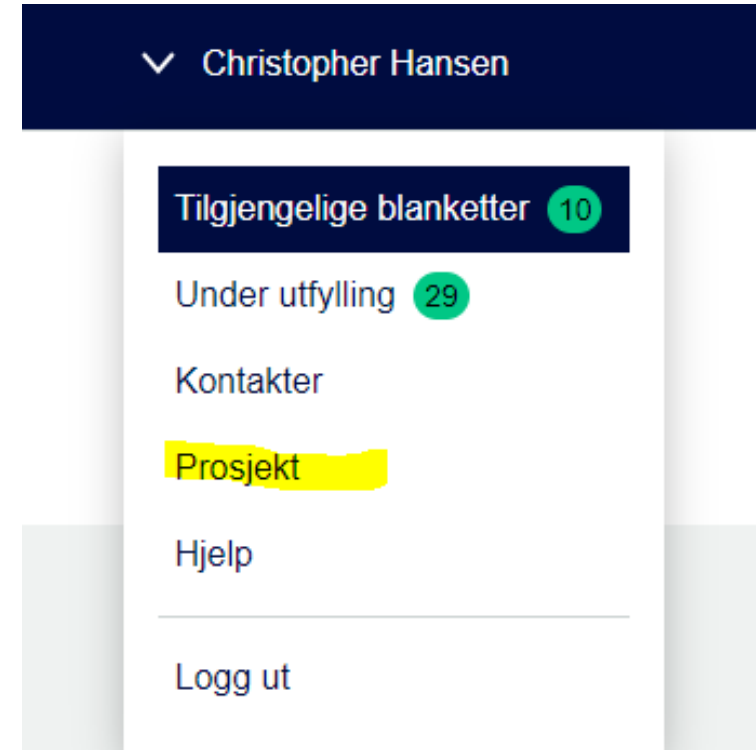 Christopher Hansen
Tilgjengelige blanketter 10
Under utfylling 29
Kontakter
Prosjekt
Hjelp
Logg ut